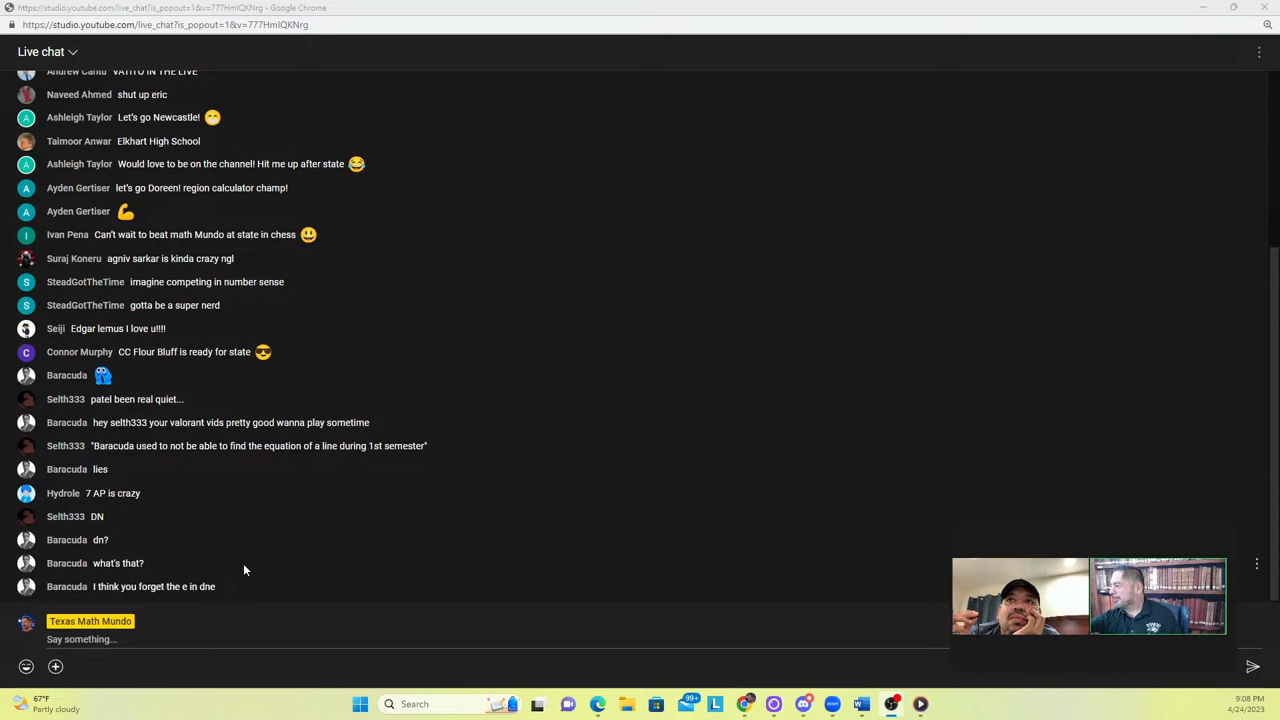 https://studio.youtube.com/live_chat?is_popout=1&v=777HmIQKNrg - Google Chrome
https://studio.youtube.com/live_chat?is_popout=1&v=777HmIQKNrg
Live chat
Andrew Cantu VATITO IN THE LIVE
Naveed Ahmed shut up eric
A Ashleigh Taylor Let's go Newcastle! 😁
Taimoor Anwar Elkhart High School
A Ashleigh Taylor Would love to be on the channel! Hit me up after state 😂
A Ayden Gertiser let's go Doreen! region calculator champ!
A Ayden Gertiser 💪
I Ivan Pena Can't wait to beat math Mundo at state in chess 😃
Suraj Koneru agniv sarkar is kinda crazy ngl
S SteadGotTheTime imagine competing in number sense
S SteadGotTheTime gotta be a super nerd
Seiji Edgar lemus I love u!!!!
C Connor Murphy CC Flour Bluff is ready for state 😎
Baracuda
Selth333 patel been real quiet...
Baracuda hey selth333 your valorant vids pretty good wanna play sometime
Selth333 "Baracuda used to not be able to find the equation of a line during 1st semester"
Baracuda lies
Hydrole 7 AP is crazy
Selth333 DN
Baracuda dn?
Baracuda what's that?
Baracuda I think you forget the e in dne
Texas Math Mundo
Say something...
67°F
Partly cloudy
Search
99+
L
W
9:08 PM
4/24/2023